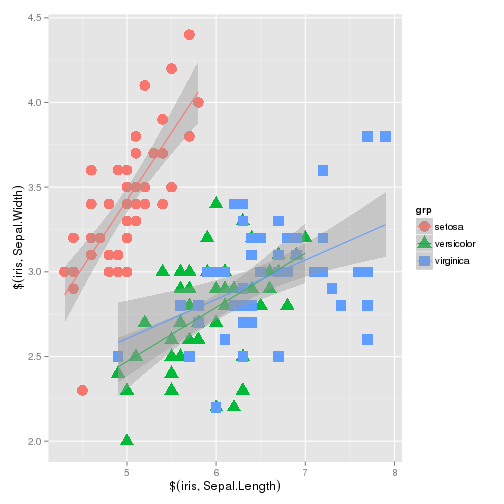 4.5
4.0
3.5
3.0
2.5
2.0
$(iris, Sepal.Width)
5
6
7
8
$(iris, Sepal.Length)
grp
setosa
versicolor
virginica